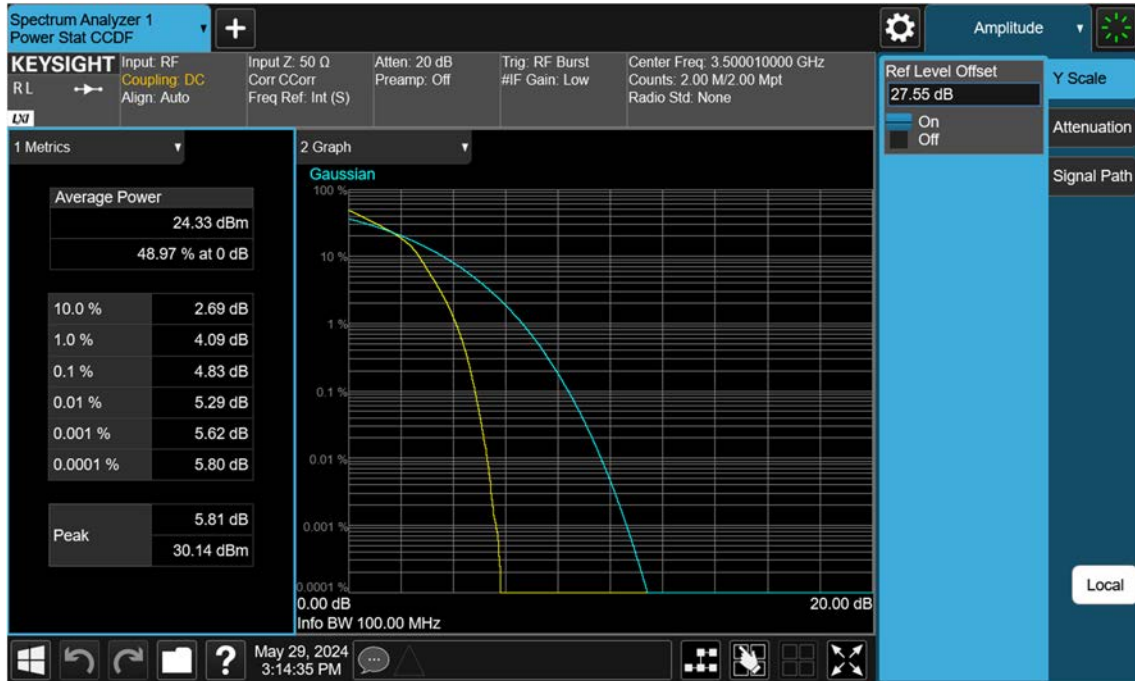 Spectrum Analyzer 1
Power Stat CCDF
Amplitude
KEYSIGHT
R L
LXI
Input: RF
Coupling: DC
Align: Auto
Input Z: 50 Ω
Corr CCorr
Freq Ref: Int (S)
Atten: 20 dB
Preamp: Off
Trig: RF Burst
#IF Gain: Low
Center Freq: 3.500010000 GHz
Counts: 2.00 M/2.00 Mpt
Radio Std: None
Ref Level Offset
27.55 dB
On
Off
Y Scale
Attenuation
Signal Path
1 Metrics
Average Power
24.33 dBm
48.97 % at 0 dB
10.0 % 2.69 dB
1.0 % 4.09 dB
0.1 % 4.83 dB
0.01 % 5.29 dB
0.001 % 5.62 dB
0.0001 % 5.80 dB
Peak
5.81 dB
30.14 dBm
2 Graph
Gaussian
100 %
10 %
1 %
0.1 %
0.01 %
0.001 %
0.0001 %
0.00 dB 20.00 dB
Info BW 100.00 MHz
Local
?
May 29, 2024
3:14:35 PM